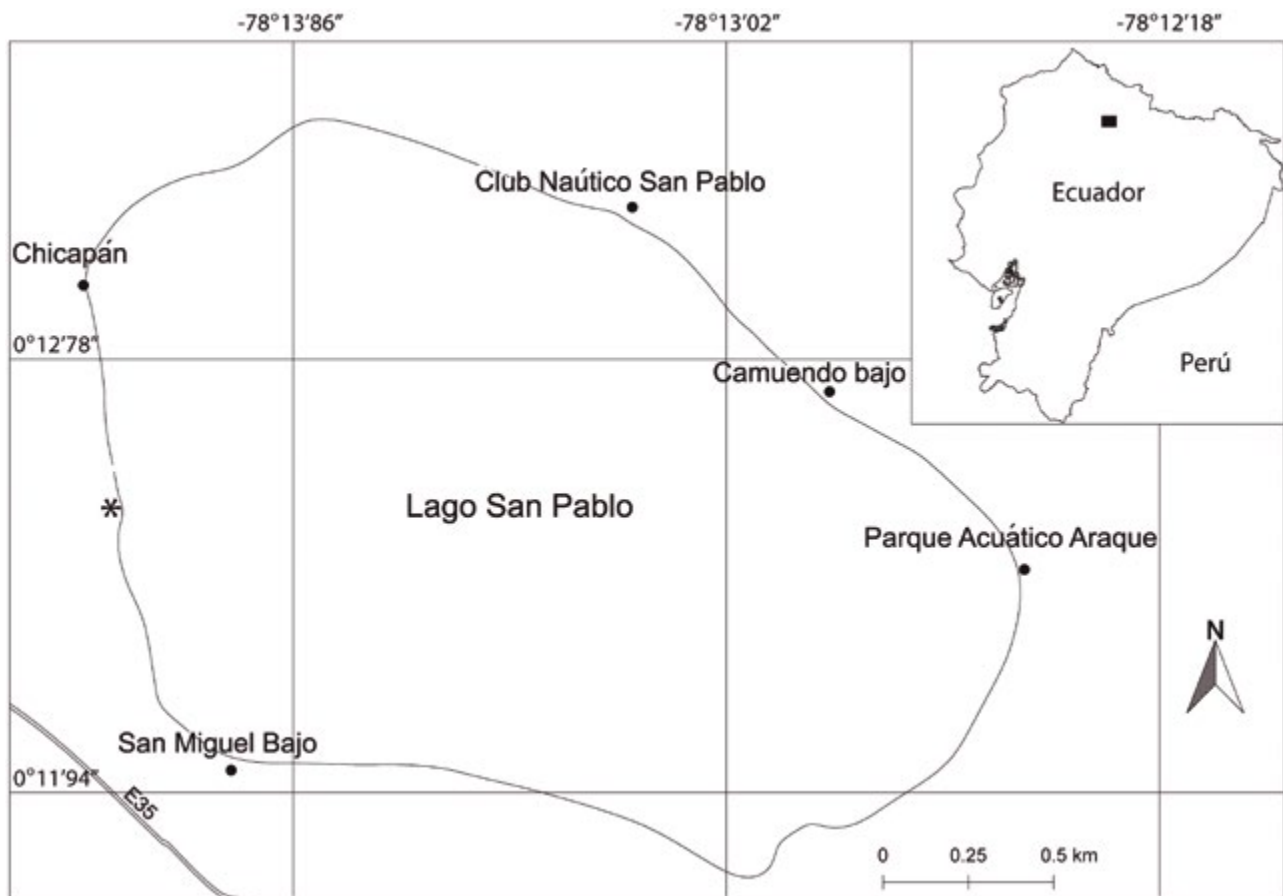 -78°13’86’’
-78°13’02’’
-78°12’18’’
Club Naútico San Pablo
Ecuador
Chicapán
0°12’78’’
Perú
Camuendo bajo
*
Lago San Pablo
Parque Acuático Araque
N
San Miguel Bajo
0°11’94’’
E35
0
0.25
0.5 km